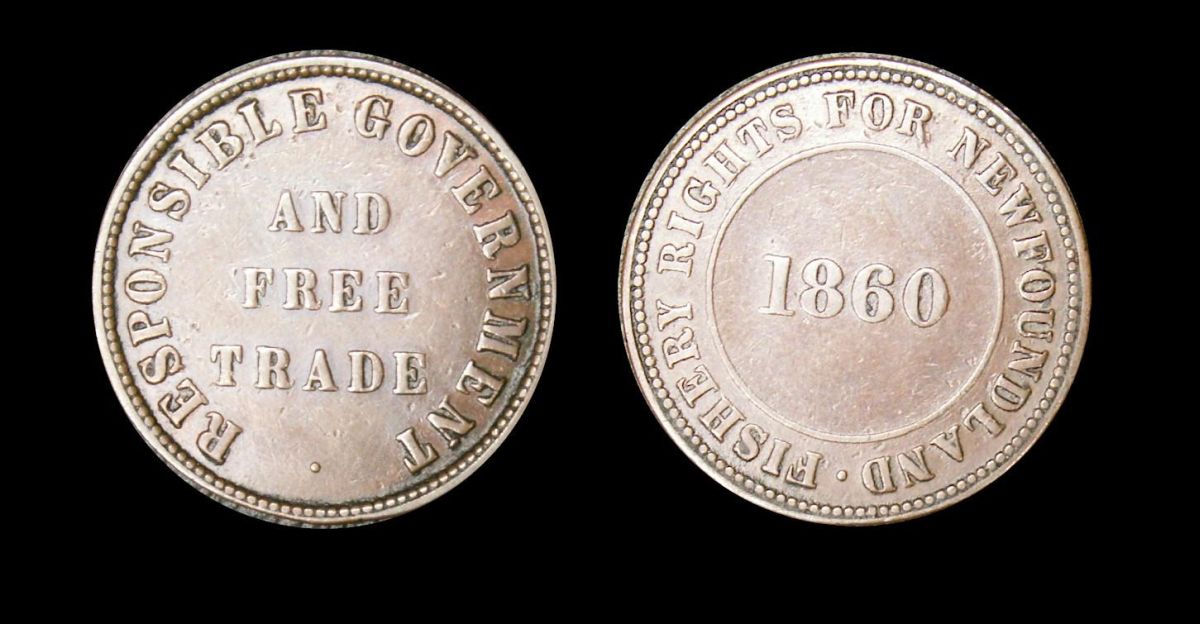 RESPONSIBLE GOVERNMENT
AND
FREE
TRADE
FISHERY RIGHTS FOR NEWFOUNDLAND
1860